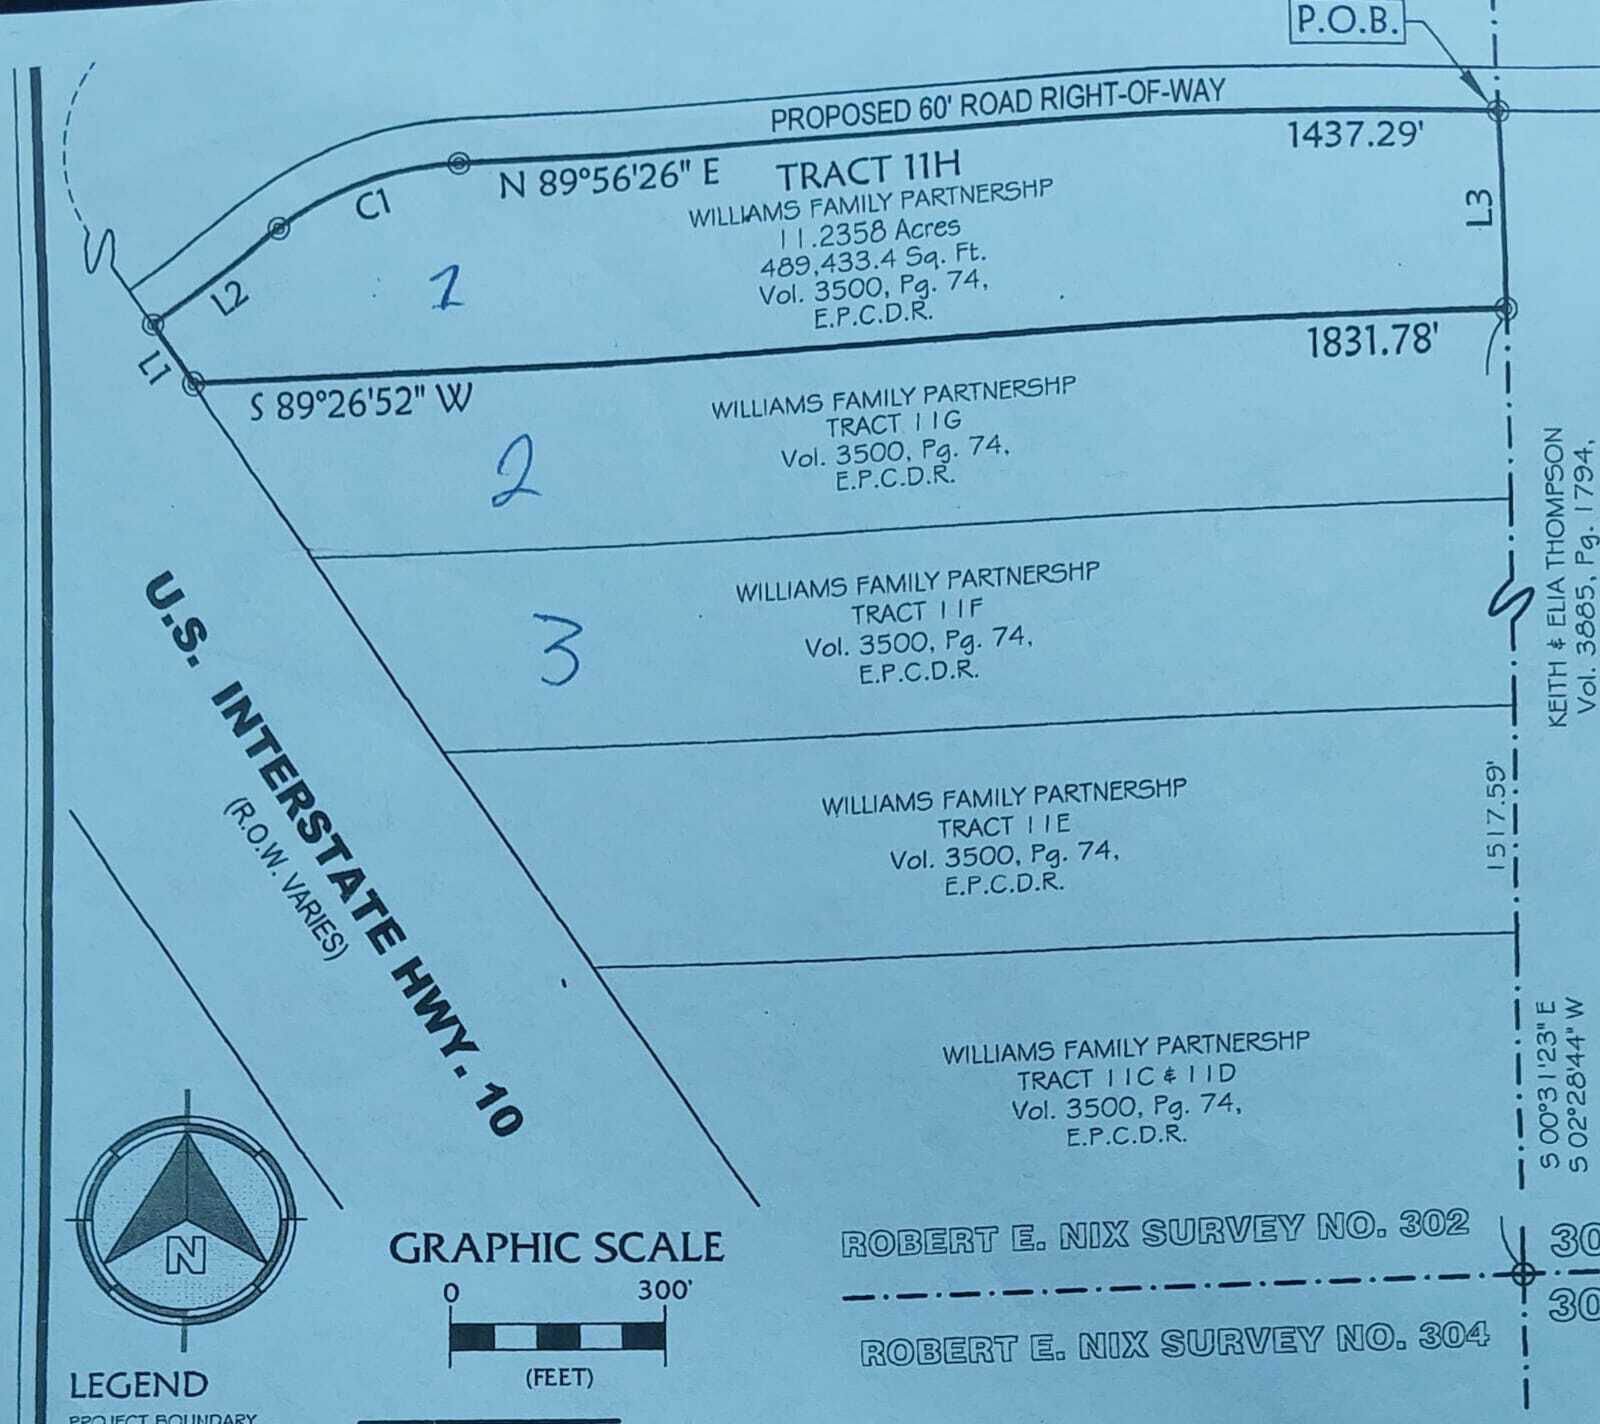 P.O.B.
PROPOSED 60' ROAD RIGHT-OF-WAY
1437.29'
N 89°56'26" E
TRACT 11H
WILLIAMS FAMILY PARTNERSHP
11.2358 Acres
489,433.4 Sq. Ft.
Vol. 3500, Pg. 74,
E.P.C.D.R.
C1
L2
L1
L3
1
1831.78'
S 89°26'52" W
WILLIAMS FAMILY PARTNERSHP
TRACT 11G
Vol. 3500, Pg. 74,
E.P.C.D.R.
2
WILLIAMS FAMILY PARTNERSHP
TRACT 11F
Vol. 3500, Pg. 74,
E.P.C.D.R.
3
KEITH & ELIA THOMPSON
Vol. 3885, Pg. 1794,
U.S. INTERSTATE HWY. 10
(R.O.W. VARIES)
WILLIAMS FAMILY PARTNERSHP
TRACT 11E
Vol. 3500, Pg. 74,
E.P.C.D.R.
1517.59'
WILLIAMS FAMILY PARTNERSHP
TRACT 11C & 11D
Vol. 3500, Pg. 74,
E.P.C.D.R.
S 00°31'23" E
S 02°28'44" W
N
GRAPHIC SCALE
0 300'
(FEET)
ROBERT E. NIX SURVEY NO. 302
30
ROBERT E. NIX SURVEY NO. 304
30
LEGEND
PROJECT BOUNDARY